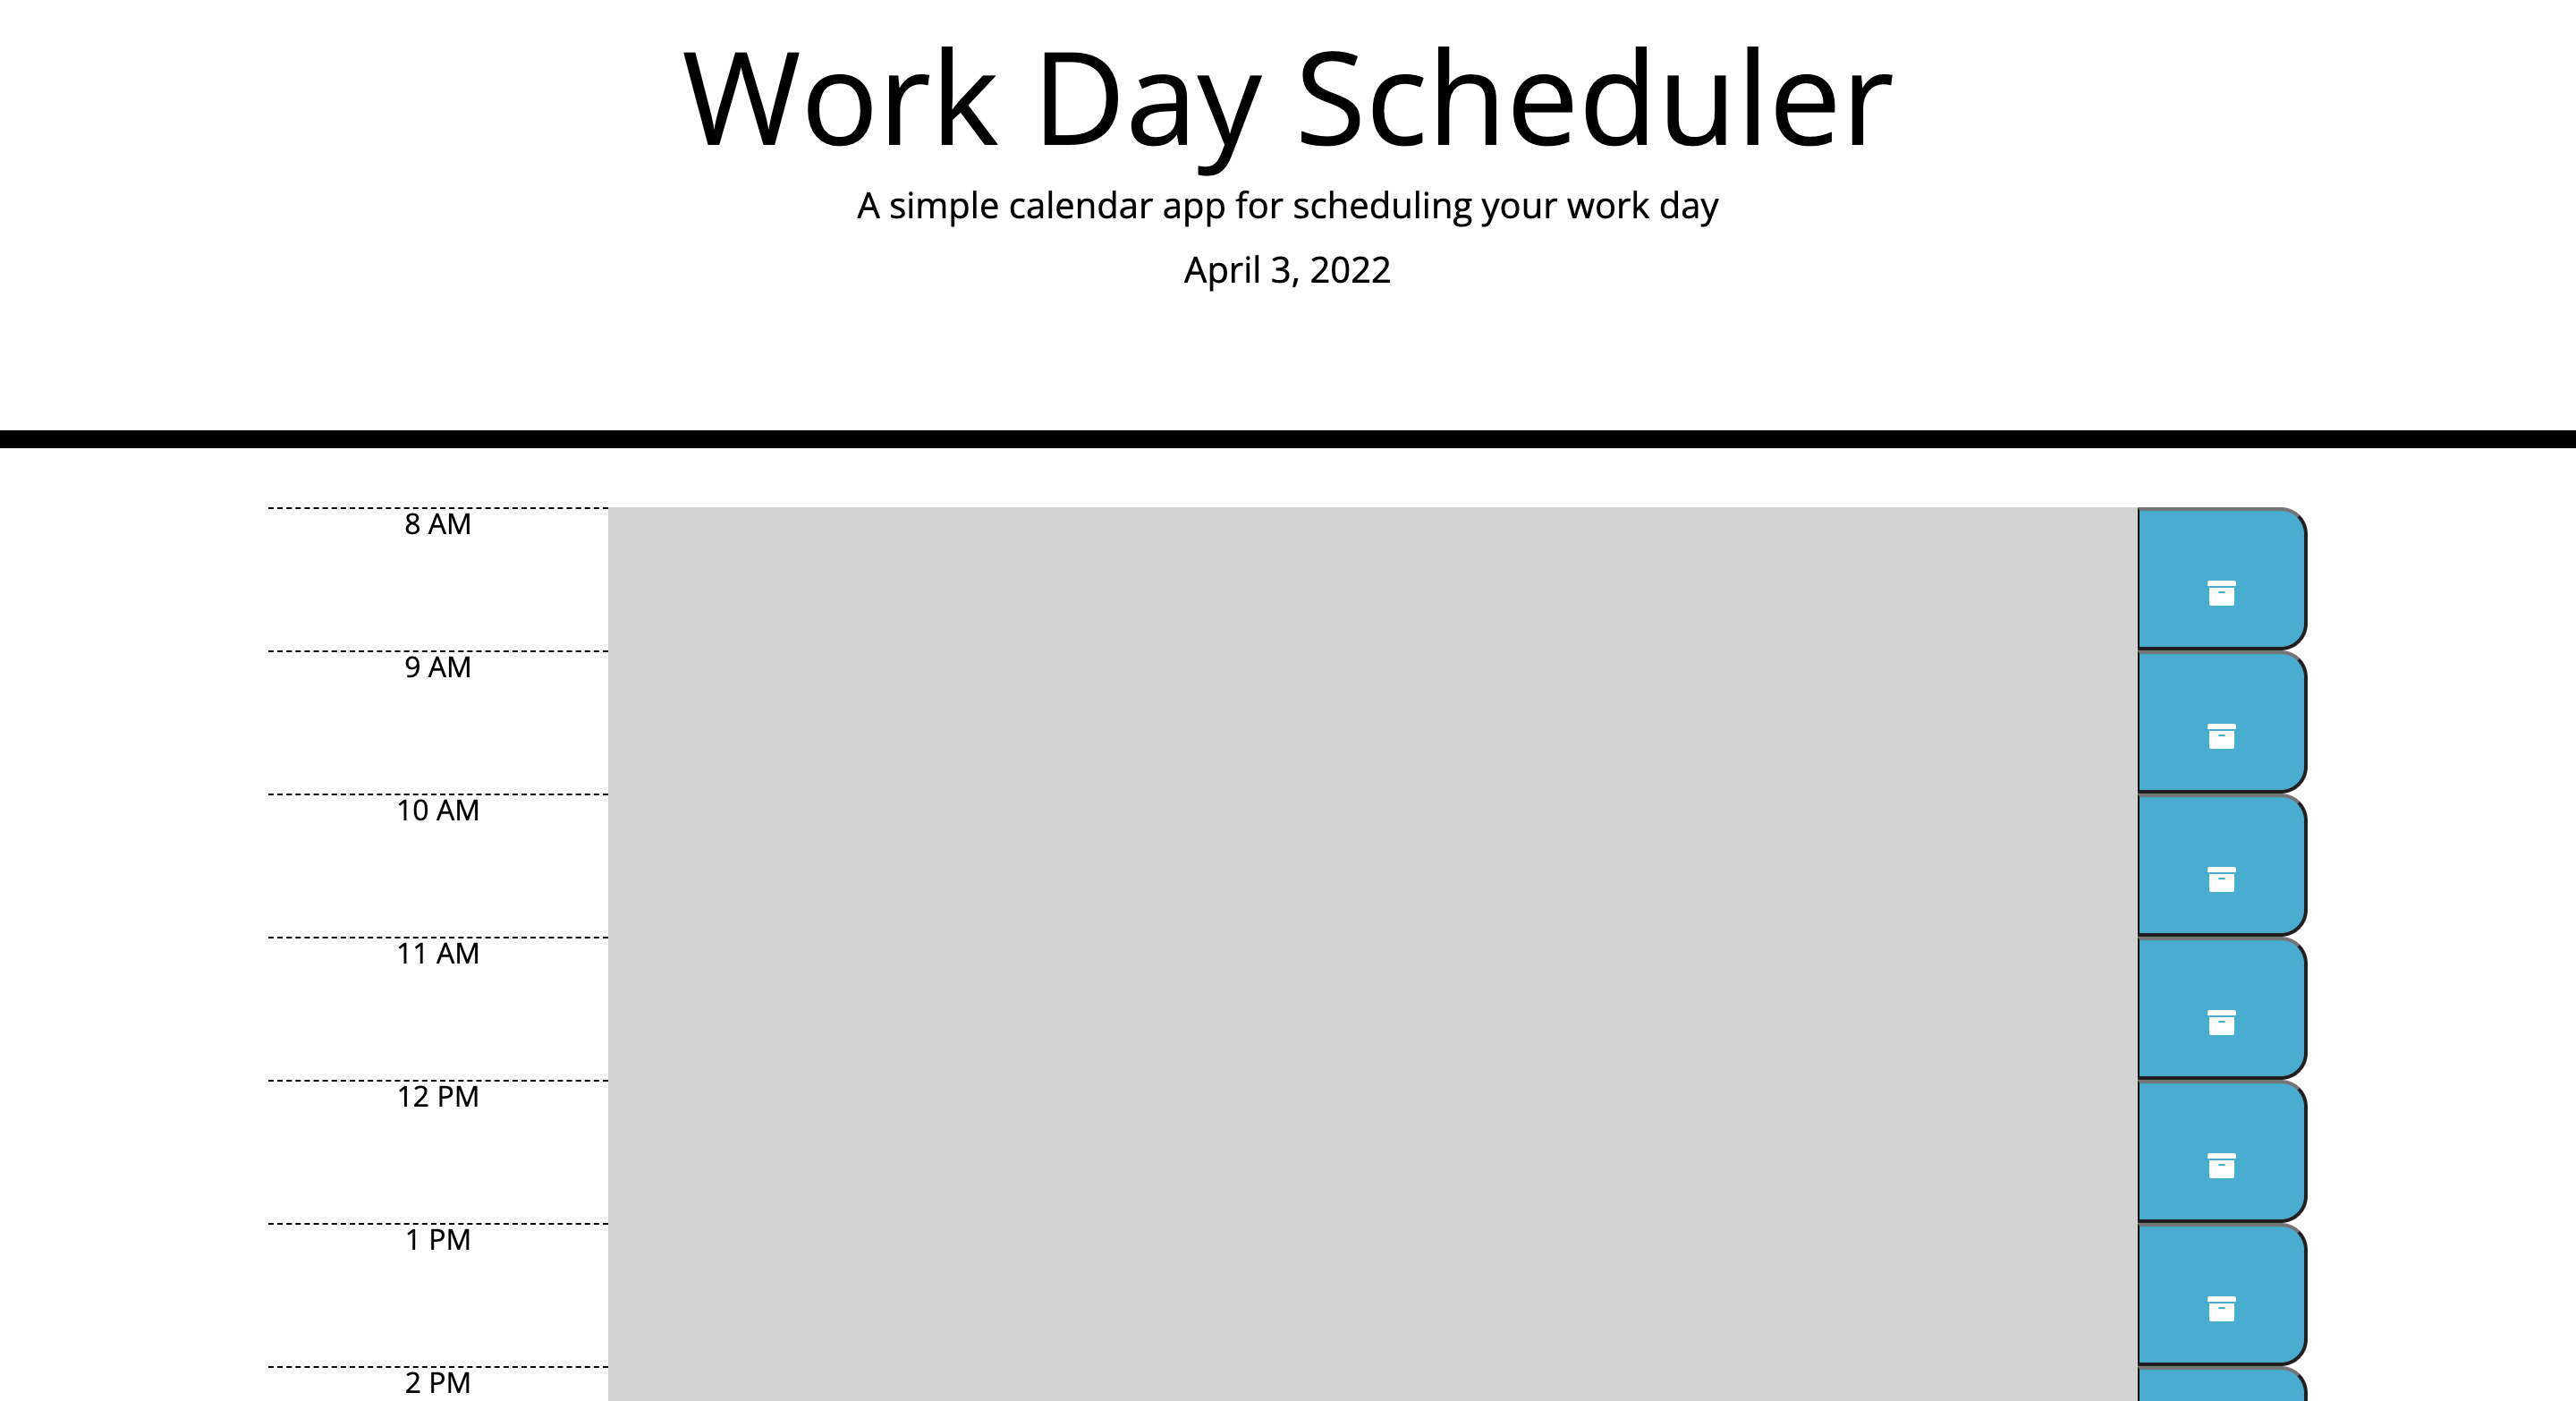 Work Day Scheduler
A simple calendar app for scheduling your work day
April 3, 2022
8 AM
9 AM
10 AM
11 AM
12 PM
1 PM
2 PM